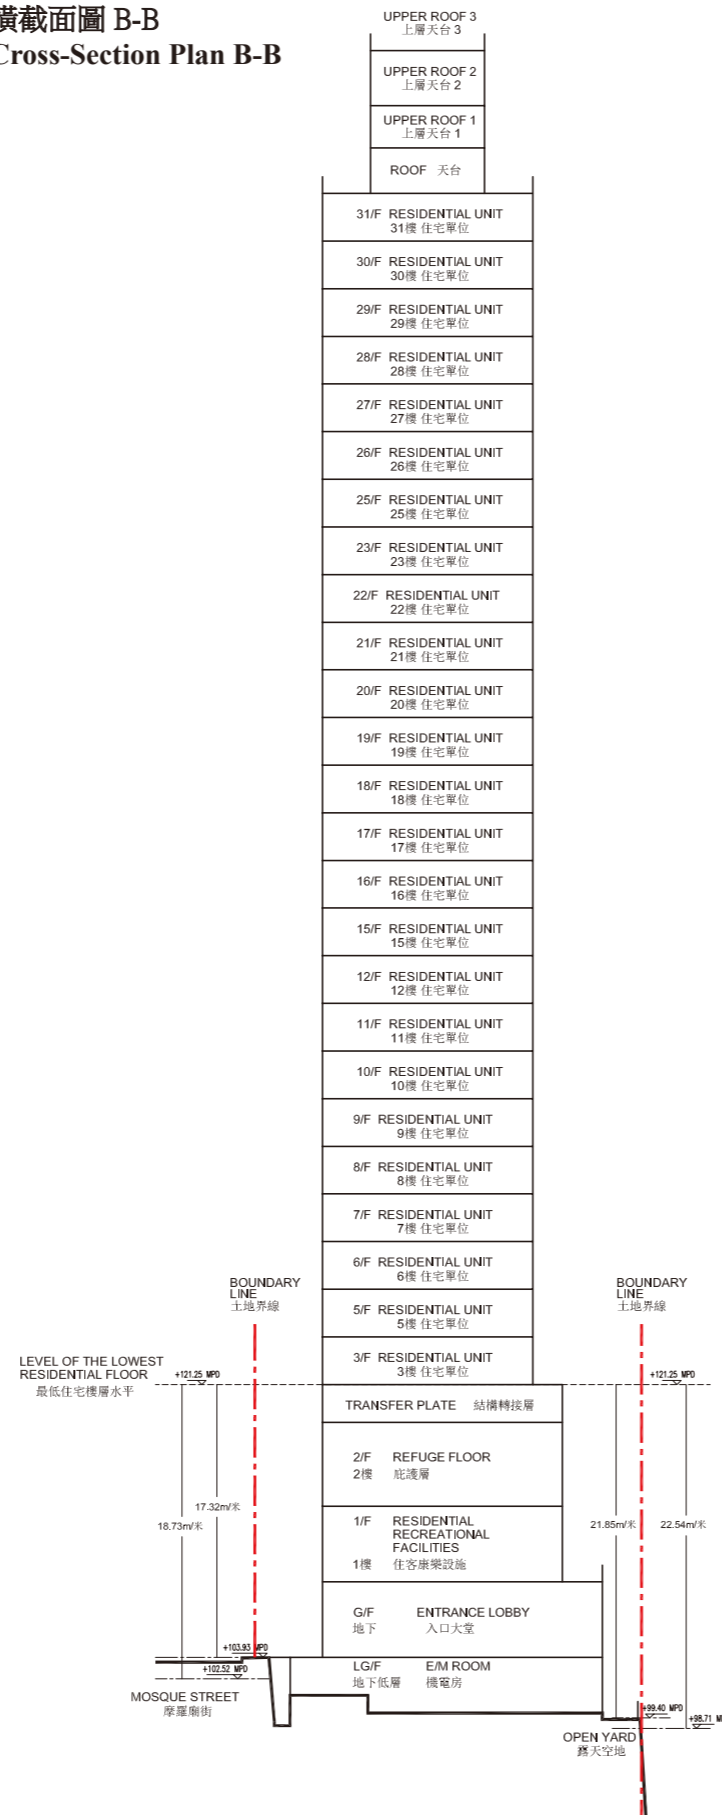 橫截面圖 B-B
Cross-Section Plan B-B
UPPER ROOF 3
上層天台 3
UPPER ROOF 2
上層天台 2
UPPER ROOF 1
上層天台 1
ROOF 天台
31/F RESIDENTIAL UNIT
31樓 住宅單位
30/F RESIDENTIAL UNIT
30樓 住宅單位
29/F RESIDENTIAL UNIT
29樓 住宅單位
28/F RESIDENTIAL UNIT
28樓 住宅單位
27/F RESIDENTIAL UNIT
27樓 住宅單位
26/F RESIDENTIAL UNIT
26樓 住宅單位
25/F RESIDENTIAL UNIT
25樓 住宅單位
23/F RESIDENTIAL UNIT
23樓 住宅單位
22/F RESIDENTIAL UNIT
22樓 住宅單位
21/F RESIDENTIAL UNIT
21樓 住宅單位
20/F RESIDENTIAL UNIT
20樓 住宅單位
19/F RESIDENTIAL UNIT
19樓 住宅單位
18/F RESIDENTIAL UNIT
18樓 住宅單位
17/F RESIDENTIAL UNIT
17樓 住宅單位
16/F RESIDENTIAL UNIT
16樓 住宅單位
15/F RESIDENTIAL UNIT
15樓 住宅單位
12/F RESIDENTIAL UNIT
12樓 住宅單位
11/F RESIDENTIAL UNIT
11樓 住宅單位
10/F RESIDENTIAL UNIT
10樓 住宅單位
9/F RESIDENTIAL UNIT
9樓 住宅單位
8/F RESIDENTIAL UNIT
8樓 住宅單位
7/F RESIDENTIAL UNIT
7樓 住宅單位
6/F RESIDENTIAL UNIT
6樓 住宅單位
BOUNDARY
LINE
土地界線
BOUNDARY
LINE
土地界線
5/F RESIDENTIAL UNIT
5樓 住宅單位
3/F RESIDENTIAL UNIT
3樓 住宅單位
LEVEL OF THE LOWEST
RESIDENTIAL FLOOR
最低住宅樓層水平
+121.25 MPD
+121.25 MPD
TRANSFER PLATE 結構轉接層
2/F REFUGE FLOOR
2樓 庇護層
17.32m/米
18.73m/米
21.85m/米
22.54m/米
1/F RESIDENTIAL
RECREATIONAL
FACILITIES
1樓 住客康樂設施
G/F ENTRANCE LOBBY
地下 入口大堂
+103.93 MPD
+102.52 MPD
LG/F E/M ROOM
地下低層 機電房
MOSQUE STREET
摩羅廟街
+99.40 MPD
+98.71 M
OPEN YARD
露天空地